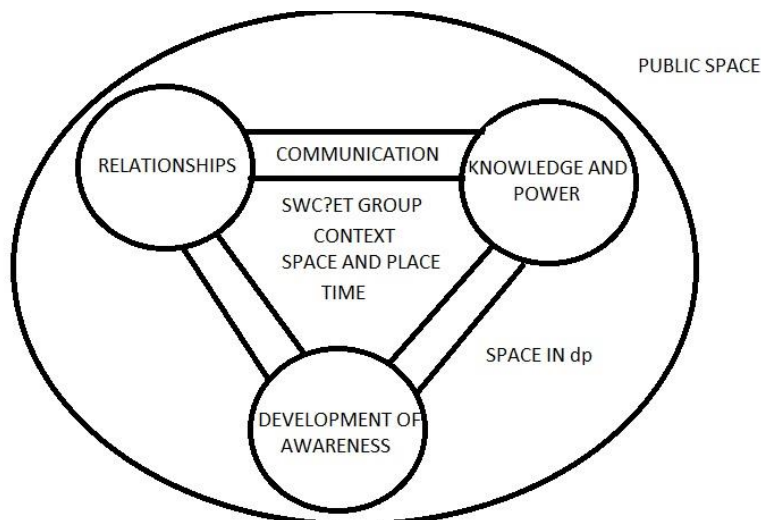 PUBLIC SPACE
RELATIONSHIPS
COMMUNICATION
KNOWLEDGE AND
POWER
SWC?ET GROUP
CONTEXT
SPACE AND PLACE
TIME
SPACE IN dp
DEVELOPMENT OF
AWARENESS